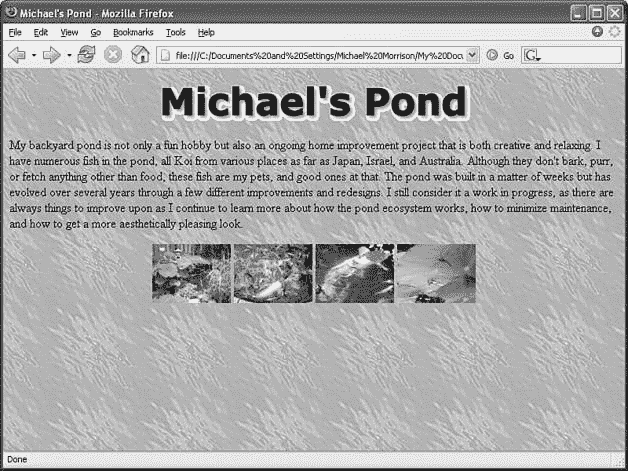 Michael's Pond - Mozilla Firefox
File Edit View Go Bookmarks Tools Help
file:///C:/Documents%20and%20Settings/Michael%20Morrison/My%20Docu Go G
Michael's Pond
My backyard pond is not only a fun hobby but also an ongoing home improvement project that is both creative and relaxing. I
have numerous fish in the pond, all Koi from various places as far as Japan, Israel, and Australia. Although they don't bark, purr,
or fetch anything other than food, these fish are my pets, and good ones at that. The pond was built in a matter of weeks but has
evolved over several years through a few different improvements and redesigns. I still consider it a work in progress, as there are
always things to improve upon as I continue to learn more about how the pond ecosystem works, how to minimize maintenance,
and how to get a more aesthetically pleasing look.
Done